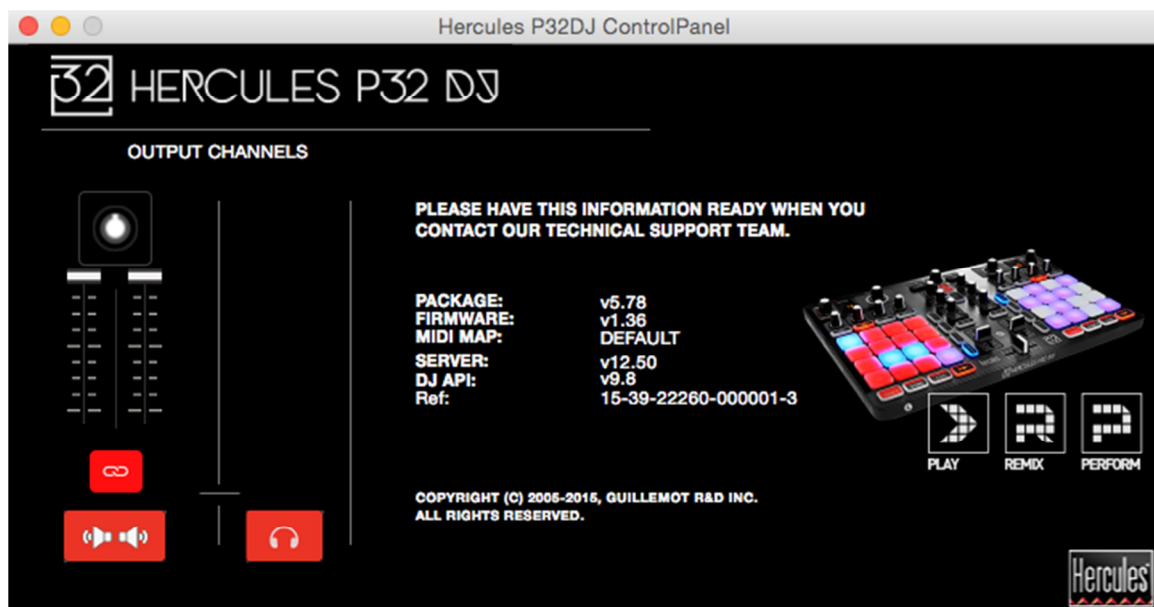 Hercules P32DJ ControlPanel
32 HERCULES P32 DJ
OUTPUT CHANNELS
PLEASE HAVE THIS INFORMATION READY WHEN YOU
CONTACT OUR TECHNICAL SUPPORT TEAM.
PACKAGE: v5.78
FIRMWARE: v1.36
MIDI MAP: DEFAULT
SERVER: v12.50
DJ API: v9.8
Ref: 15-39-22260-000001-3
PLAY REMIX PERFORM
COPYRIGHT (C) 2005-2015, GUILLEMOT R&D INC.
ALL RIGHTS RESERVED.
Hercules